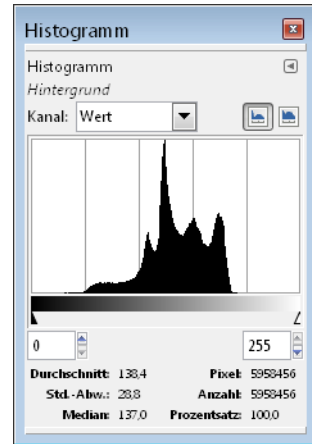 Histogramm
Histogramm
Hintergrund
Kanal: Wert
0 255
Durchschnitt: 138,4 Pixel: 5958456
Std.-Abw.: 28,8 Anzahl: 5958456
Median: 137,0 Prozentsatz: 100,0